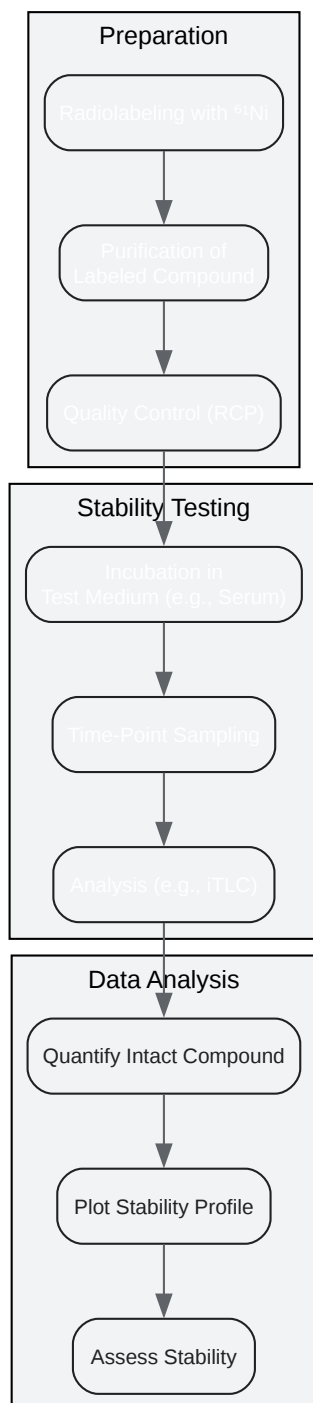 Preparation
Radiolabeling with ⁶¹Ni
Purification of
Labeled Compound
Quality Control (RCP)
Stability Testing
Incubation in
Test Medium (e.g., Serum)
Time-Point Sampling
Analysis (e.g., iTLC)
Data Analysis
Quantify Intact Compound
Plot Stability Profile
Assess Stability